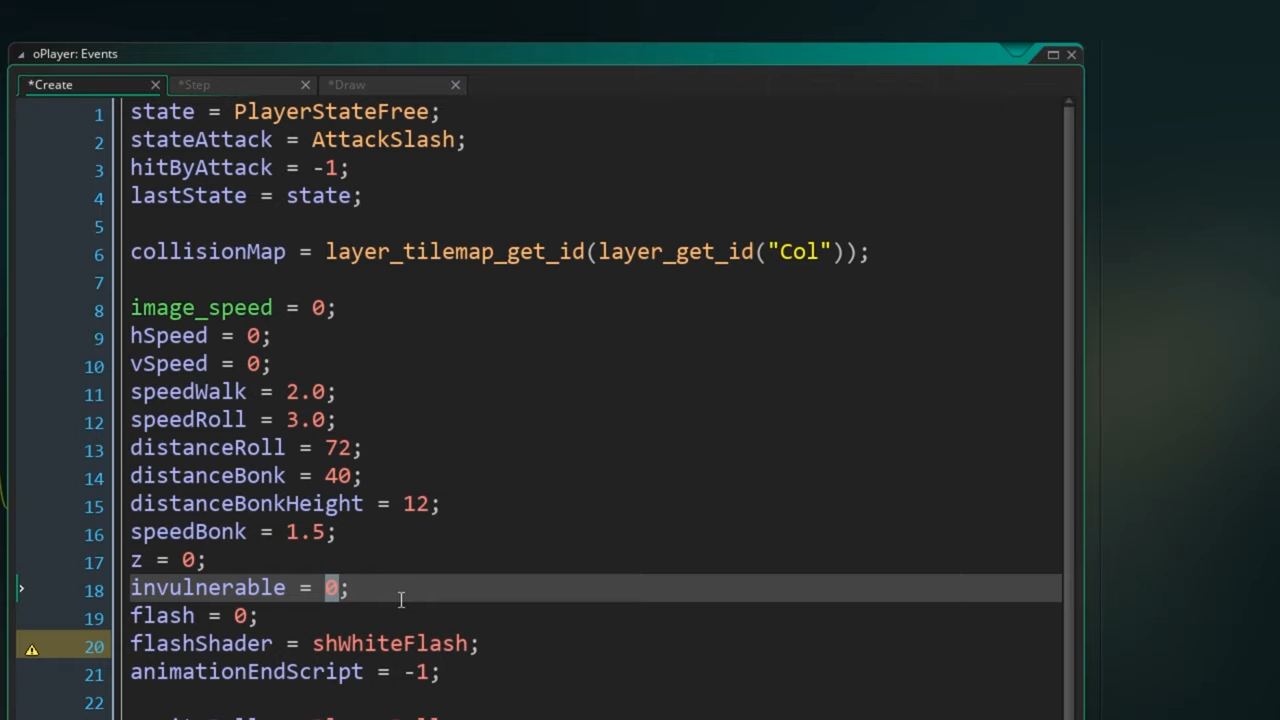 oPlayer: Events
*Create *Step *Draw
1 state = PlayerStateFree;
2 stateAttack = AttackSlash;
3 hitByAttack = -1;
4 lastState = state;
5
6 collisionMap = layer_tilemap_get_id(layer_get_id("Col"));
7
8 image_speed = 0;
9 hSpeed = 0;
10 vSpeed = 0;
11 speedWalk = 2.0;
12 speedRoll = 3.0;
13 distanceRoll = 72;
14 distanceBonk = 40;
15 distanceBonkHeight = 12;
16 speedBonk = 1.5;
17 z = 0;
18 invulnerable = 0;
19 flash = 0;
20 flashShader = shWhiteFlash;
21 animationEndScript = -1;
22